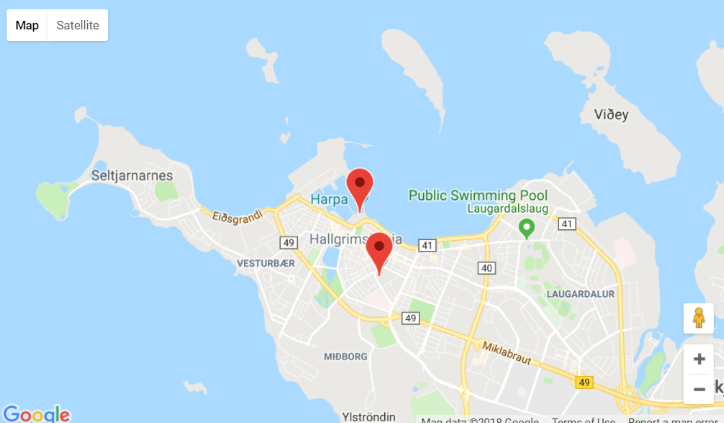 Map Satellite
Viðey
Seltjarnarnes
Harpa
Public Swimming Pool
Laugardalslaug
Eiðsgrandi
41
49
Hallgríms
41
VESTURBÆR
40
LAUGARDALUR
49
Miklabraut
MIÐBORG
49
Ylströndin
Google
Map data ©2018 Google Terms of Use Report a map error